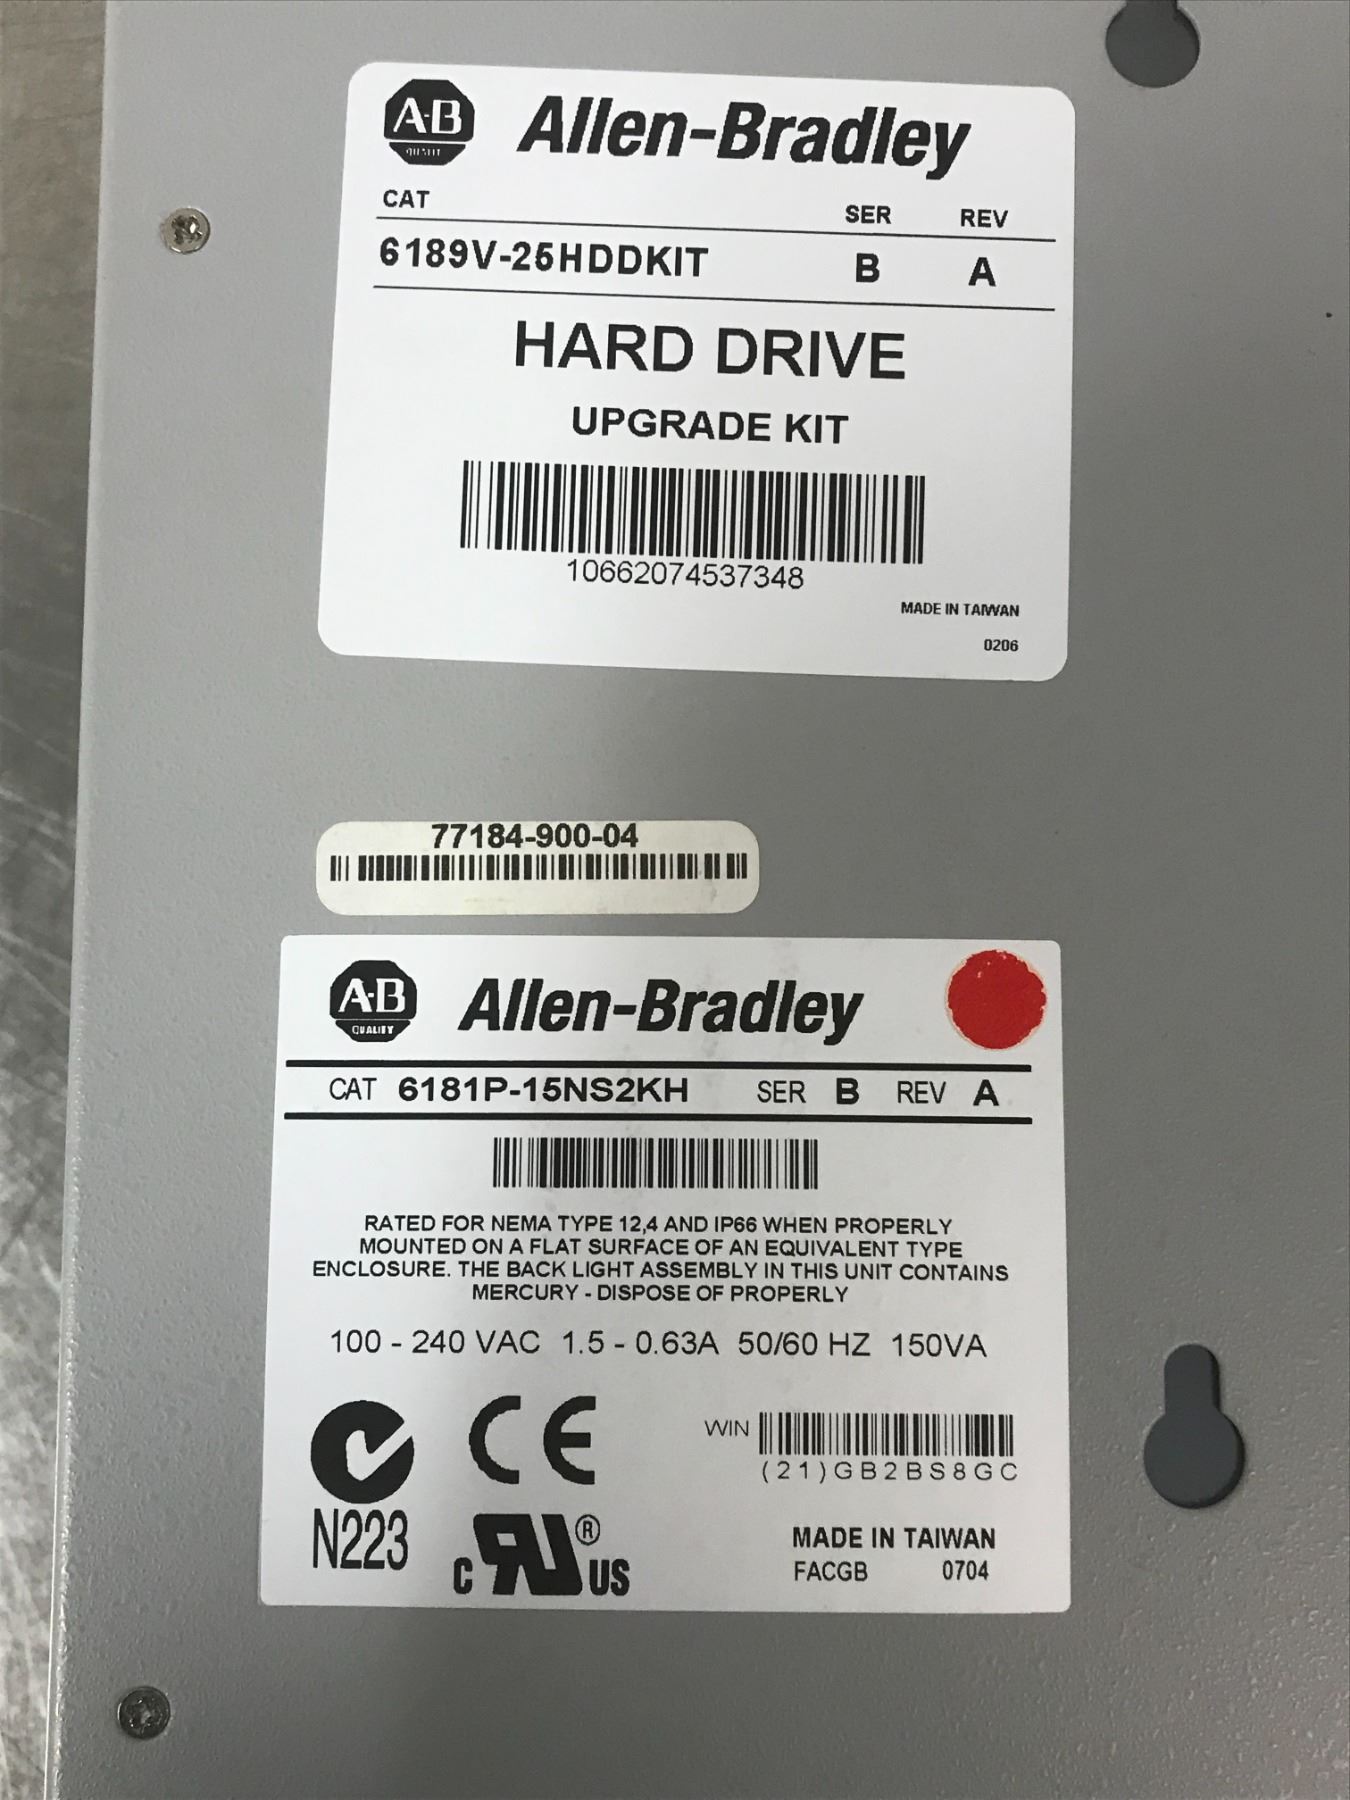 A-B Allen-Bradley
QUALITY
CAT SER REV
6189V-25HDDKIT B A
HARD DRIVE
UPGRADE KIT
10662074537348
MADE IN TAIWAN
0206
77184-900-04
A-B Allen-Bradley
QUALITY
CAT 6181P-15NS2KH SER B REV A
RATED FOR NEMA TYPE 12,4 AND IP66 WHEN PROPERLY
MOUNTED ON A FLAT SURFACE OF AN EQUIVALENT TYPE
ENCLOSURE. THE BACK LIGHT ASSEMBLY IN THIS UNIT CONTAINS
MERCURY - DISPOSE OF PROPERLY
100 - 240 VAC 1.5 - 0.63A 50/60 HZ 150VA
CE WIN
(21)GB2BS8GC
N223
C RU ® US
MADE IN TAIWAN
FACGB 0704